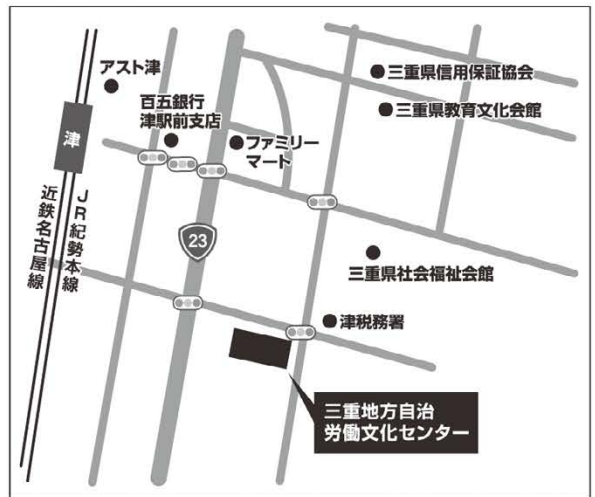 アスト津
三重県信用保証協会
三重県教育文化会館
百五銀行
津駅前支店
ファミリー
マート
津
JR紀勢本線
近鉄名古屋線
23
三重県社会福祉会館
津税務署
三重地方自治
労働文化センター